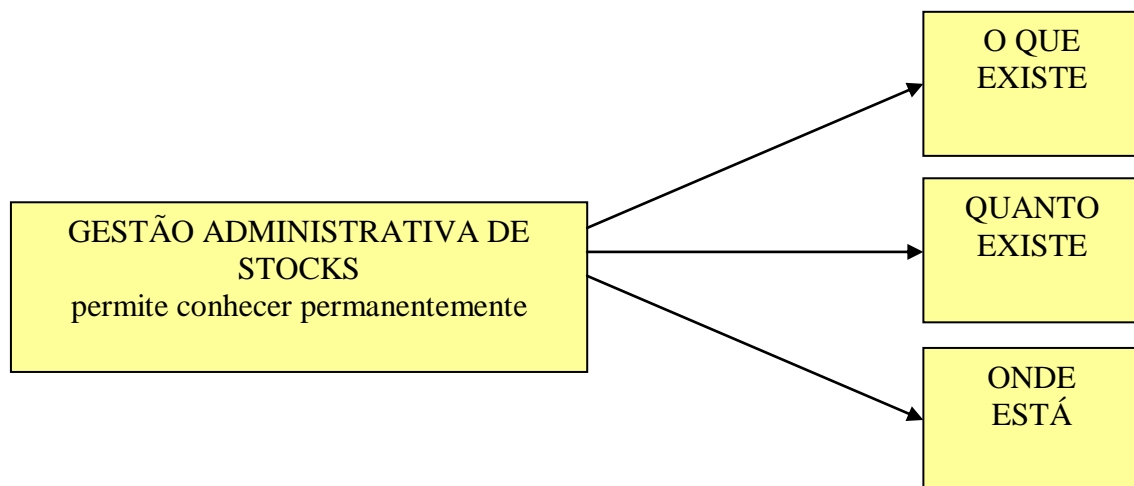 O QUE
EXISTE
GESTÃO ADMINISTRATIVA DE
STOCKS
permite conhecer permanentemente
QUANTO
EXISTE
ONDE
ESTÁ